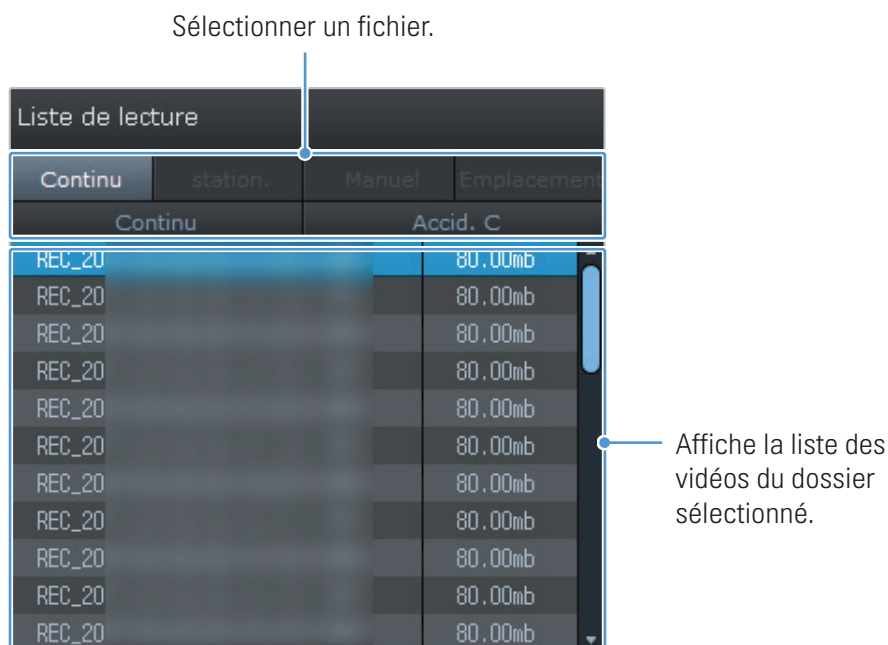 Sélectionner un fichier.
Liste de lecture
Continu station. Manuel Emplacement
Continu Accid. C
REC_20 80.00mb
REC_20 80.00mb
REC_20 80.00mb
REC_20 80.00mb
REC_20 80.00mb
REC_20 80.00mb
Affiche la liste des
vidéos du dossier
sélectionné.
REC_20 80.00mb
REC_20 80.00mb
REC_20 80.00mb
REC_20 80.00mb
REC_20 80.00mb